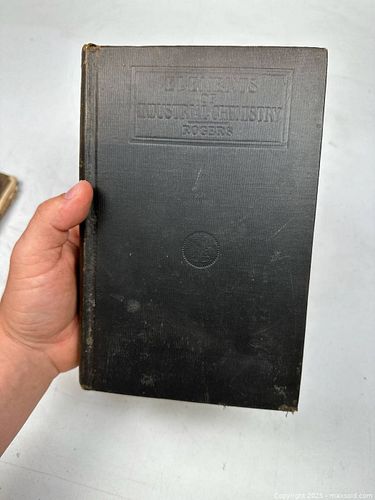 ELEMENTS
OF
INDUSTRIAL CHEMISTRY
ROGERS
Copyright 2025 - maxsold.com